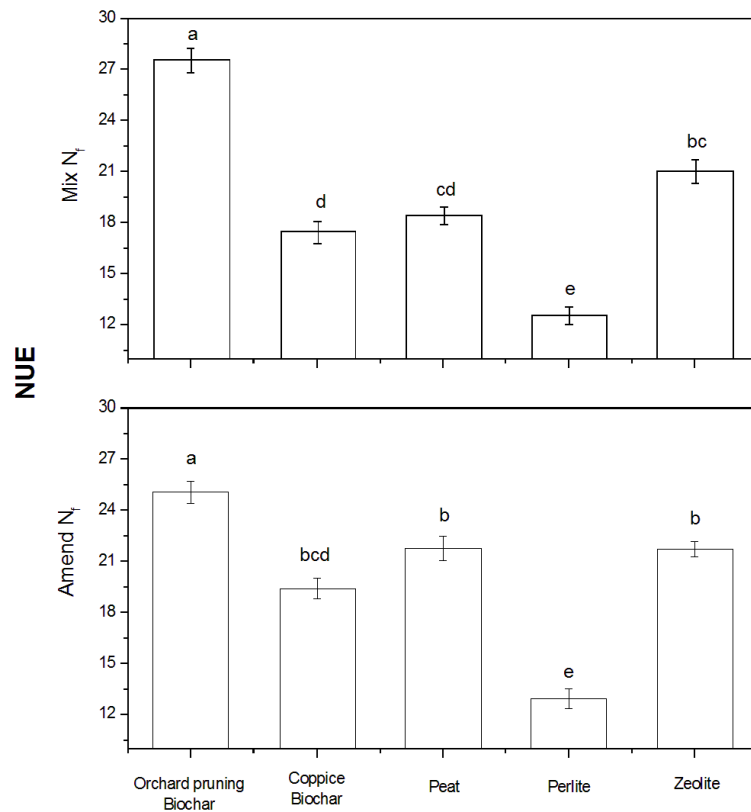 NUE
Mix Nf
30
27
24
21
18
15
12
a
d
cd
e
bc
Amend Nf
30
27
24
21
18
15
12
a
bcd
b
e
b
Orchard pruning
Biochar
Coppice
Biochar
Peat
Perlite
Zeolite